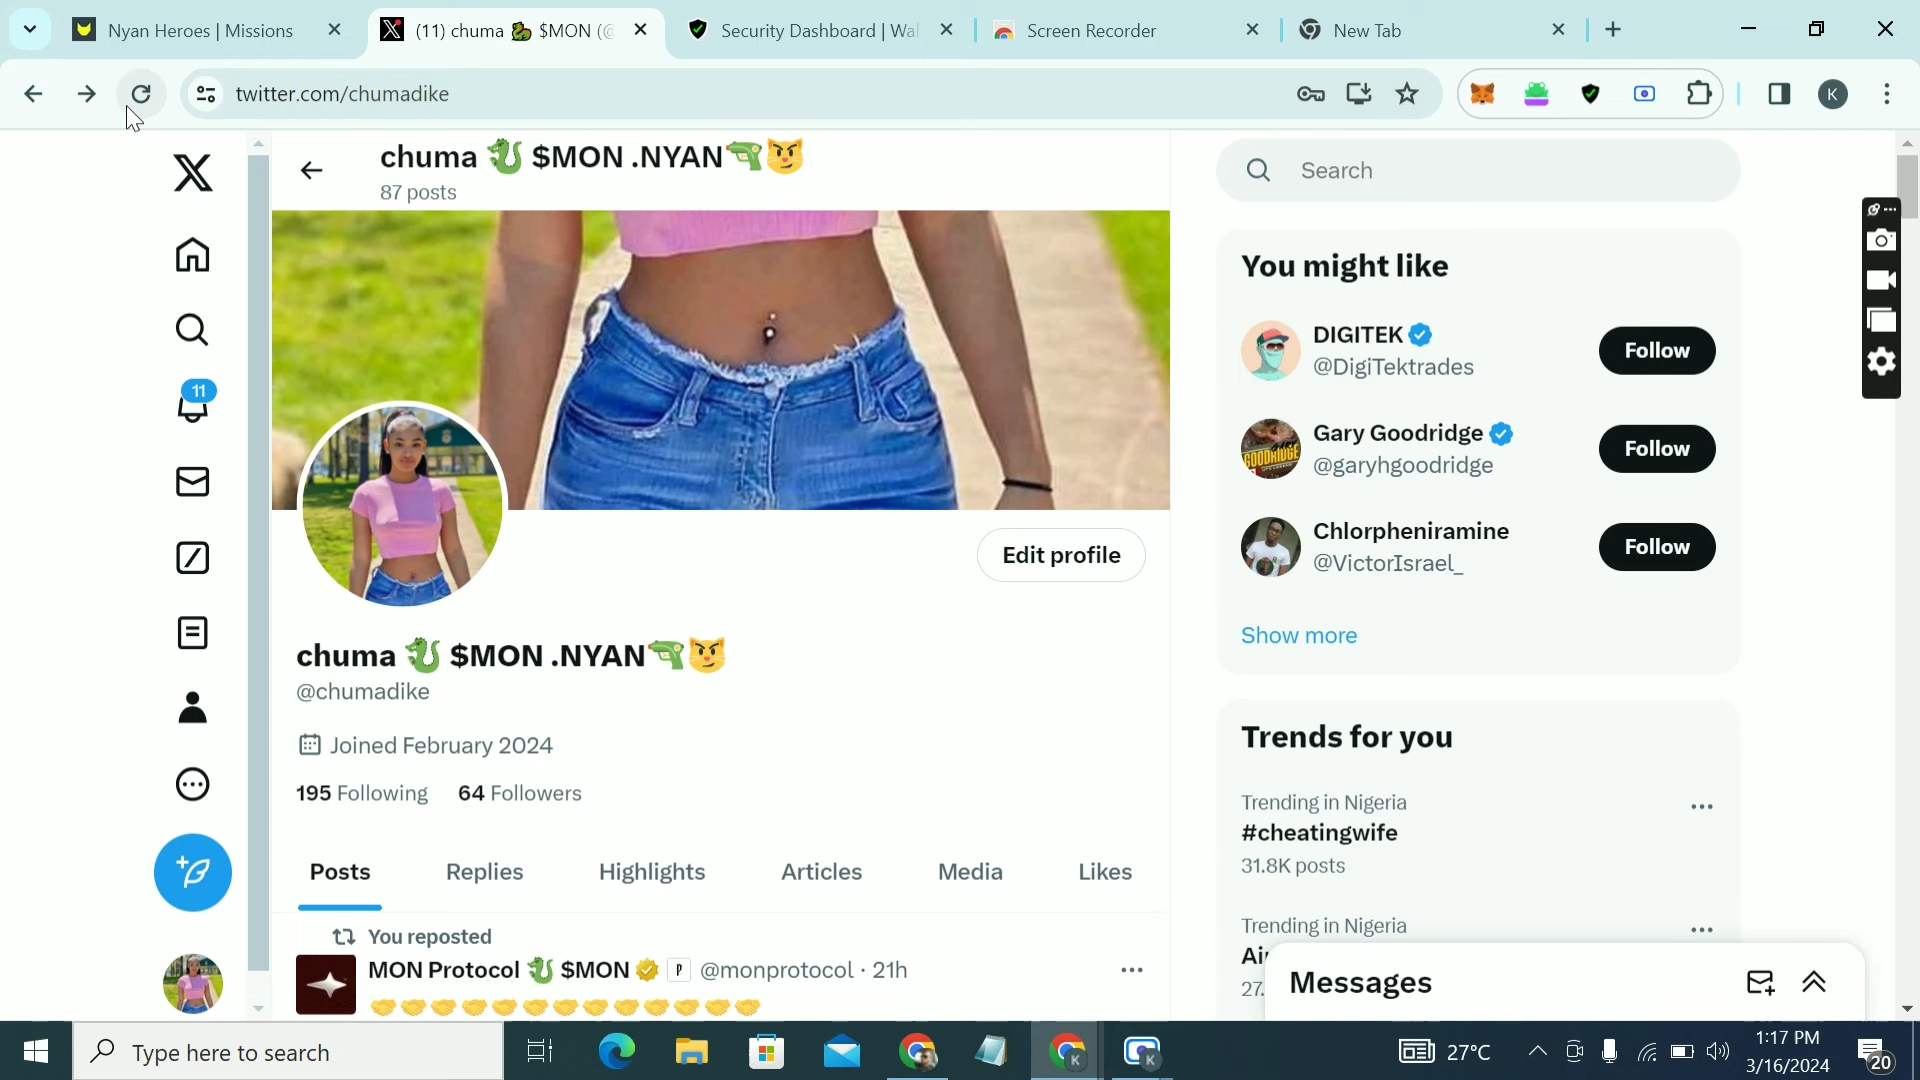 Nyan Heroes | Missions
(11) chuma 🐉 $MON (@
Security Dashboard | Wal
Screen Recorder
New Tab
twitter.com/chumadike
K
chuma 🐉 $MON .NYAN🔫😼
87 posts
Search
11
You might like
DIGITEK
@DigiTektrades
Follow
Gary Goodridge
@garyhgoodridge
Follow
Chlorpheniramine
@VictorIsrael_
Follow
Show more
Edit profile
chuma 🐉 $MON .NYAN🔫😼
@chumadike
Joined February 2024
195 Following 64 Followers
Posts Replies Highlights Articles Media Likes
You reposted
MON Protocol 🐉 $MON P @monprotocol · 21h
🤝🤝🤝🤝🤝🤝🤝🤝🤝🤝🤝🤝🤝
Trends for you
Trending in Nigeria
#cheatingwife
31.8K posts
Trending in Nigeria
Messages
Type here to search
27°C
1:17 PM
3/16/2024
20